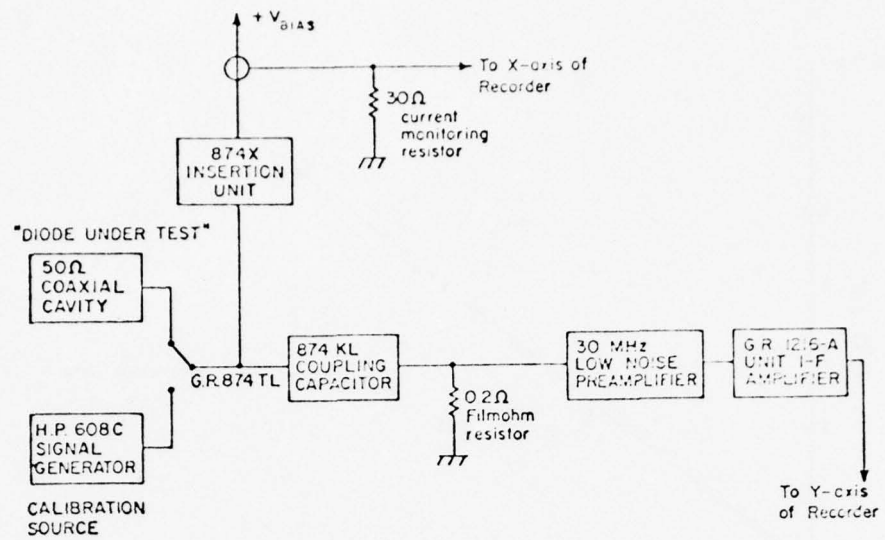 + VBIAS
To X-axis of
Recorder
30Ω
current
monitoring
resistor
874X
INSERTION
UNIT
"DIODE UNDER TEST"
50Ω
COAXIAL
CAVITY
G.R. 874 TL
874 KL
COUPLING
CAPACITOR
0.2Ω
Filmohm
resistor
30 MHz
LOW NOISE
PREAMPLIFIER
G.R. 1216-A
UNIT I-F
AMPLIFIER
H.P. 608C
SIGNAL
GENERATOR
CALIBRATION
SOURCE
To Y-axis
of Recorder